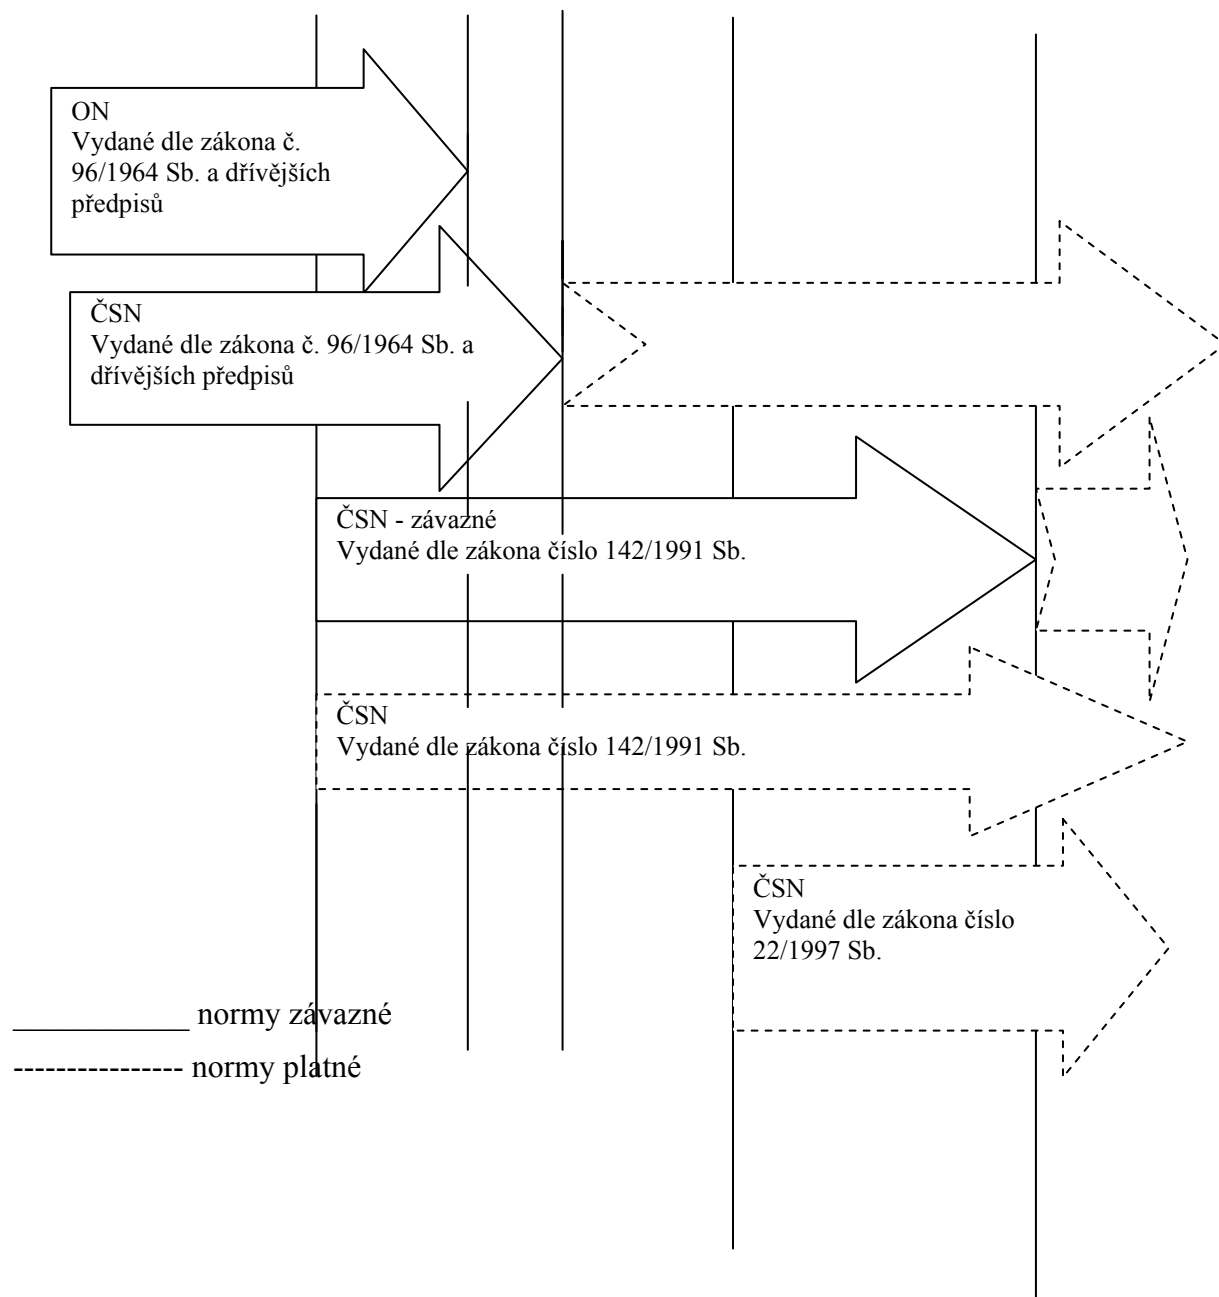 ON
Vydané dle zákona č.
96/1964 Sb. a dřívějších
předpisů
ČSN
Vydané dle zákona č. 96/1964 Sb. a
dřívějších předpisů
ČSN - závazné
Vydané dle zákona číslo 142/1991 Sb.
ČSN
Vydané dle zákona číslo 142/1991 Sb.
ČSN
Vydané dle zákona číslo
22/1997 Sb.
___________ normy závazné
---------------- normy platné